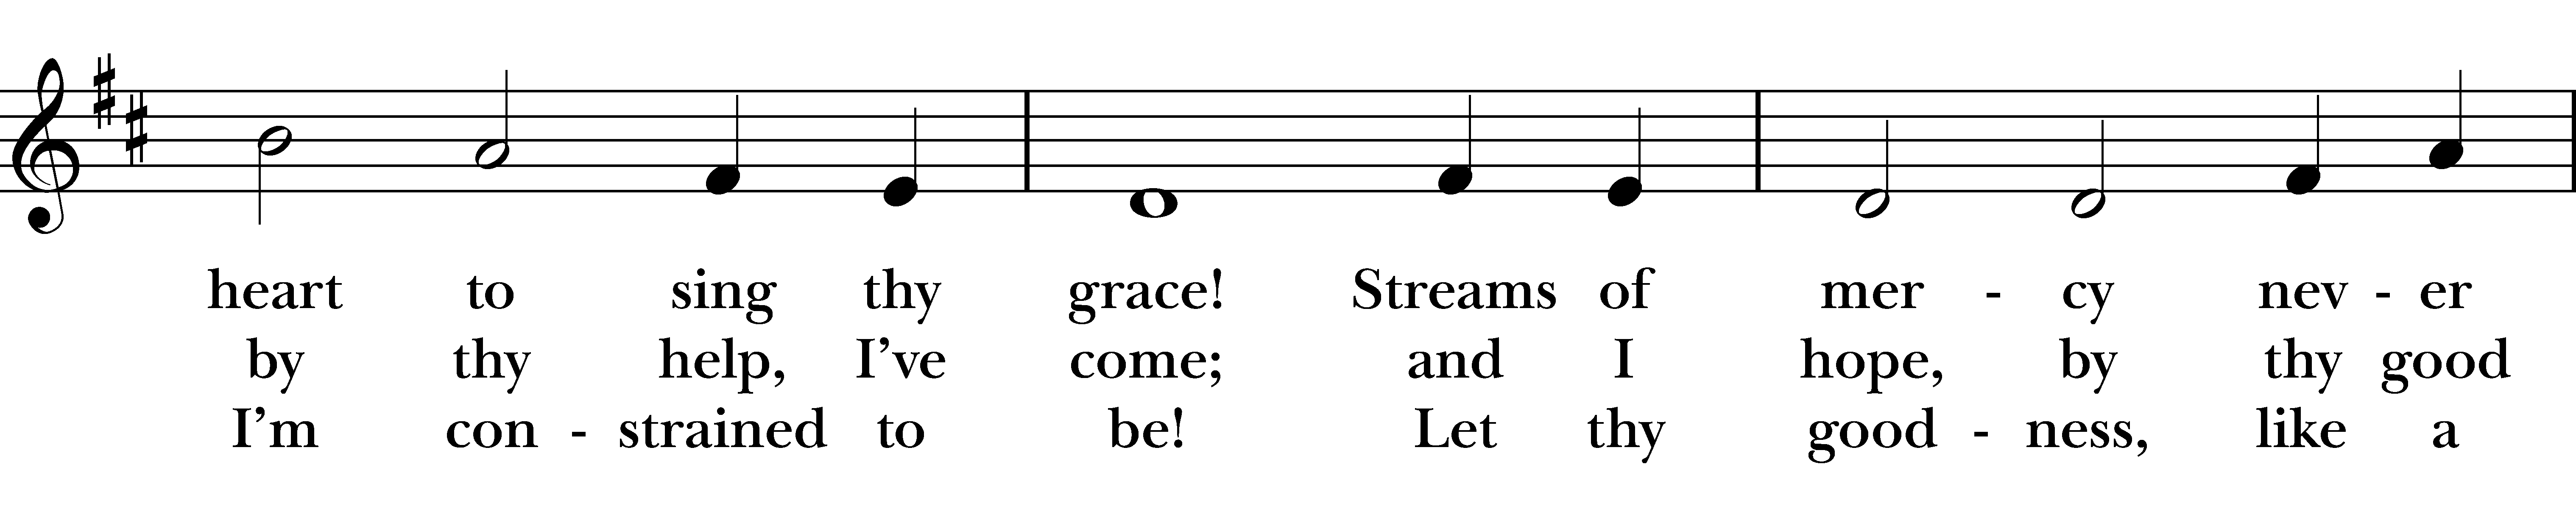 heart to sing thy grace! Streams of mer - cy nev - er
by thy help, I’ve come; and I hope, by thy good
I’m con - strained to be! Let thy good - ness, like a